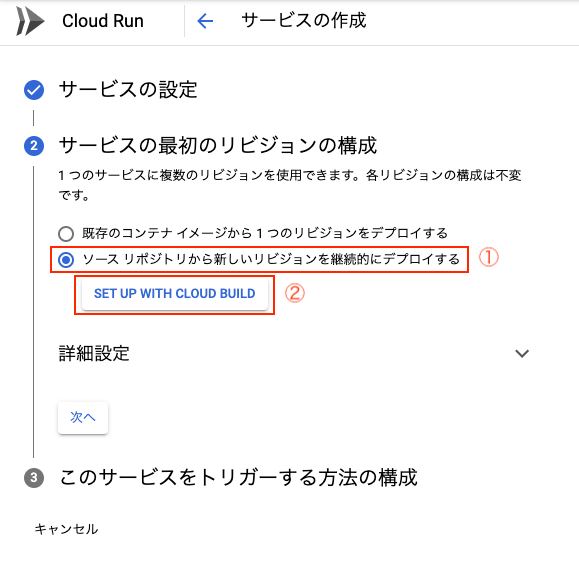 Cloud Run ← サービスの作成
サービスの設定
2 サービスの最初のリビジョンの構成
1 つのサービスに複数のリビジョンを使用できます。各リビジョンの構成は不変
です。
既存のコンテナ イメージから 1 つのリビジョンをデプロイする
ソース リポジトリから新しいリビジョンを継続的にデプロイする ①
SET UP WITH CLOUD BUILD ②
詳細設定
次へ
3 このサービスをトリガーする方法の構成
キャンセル